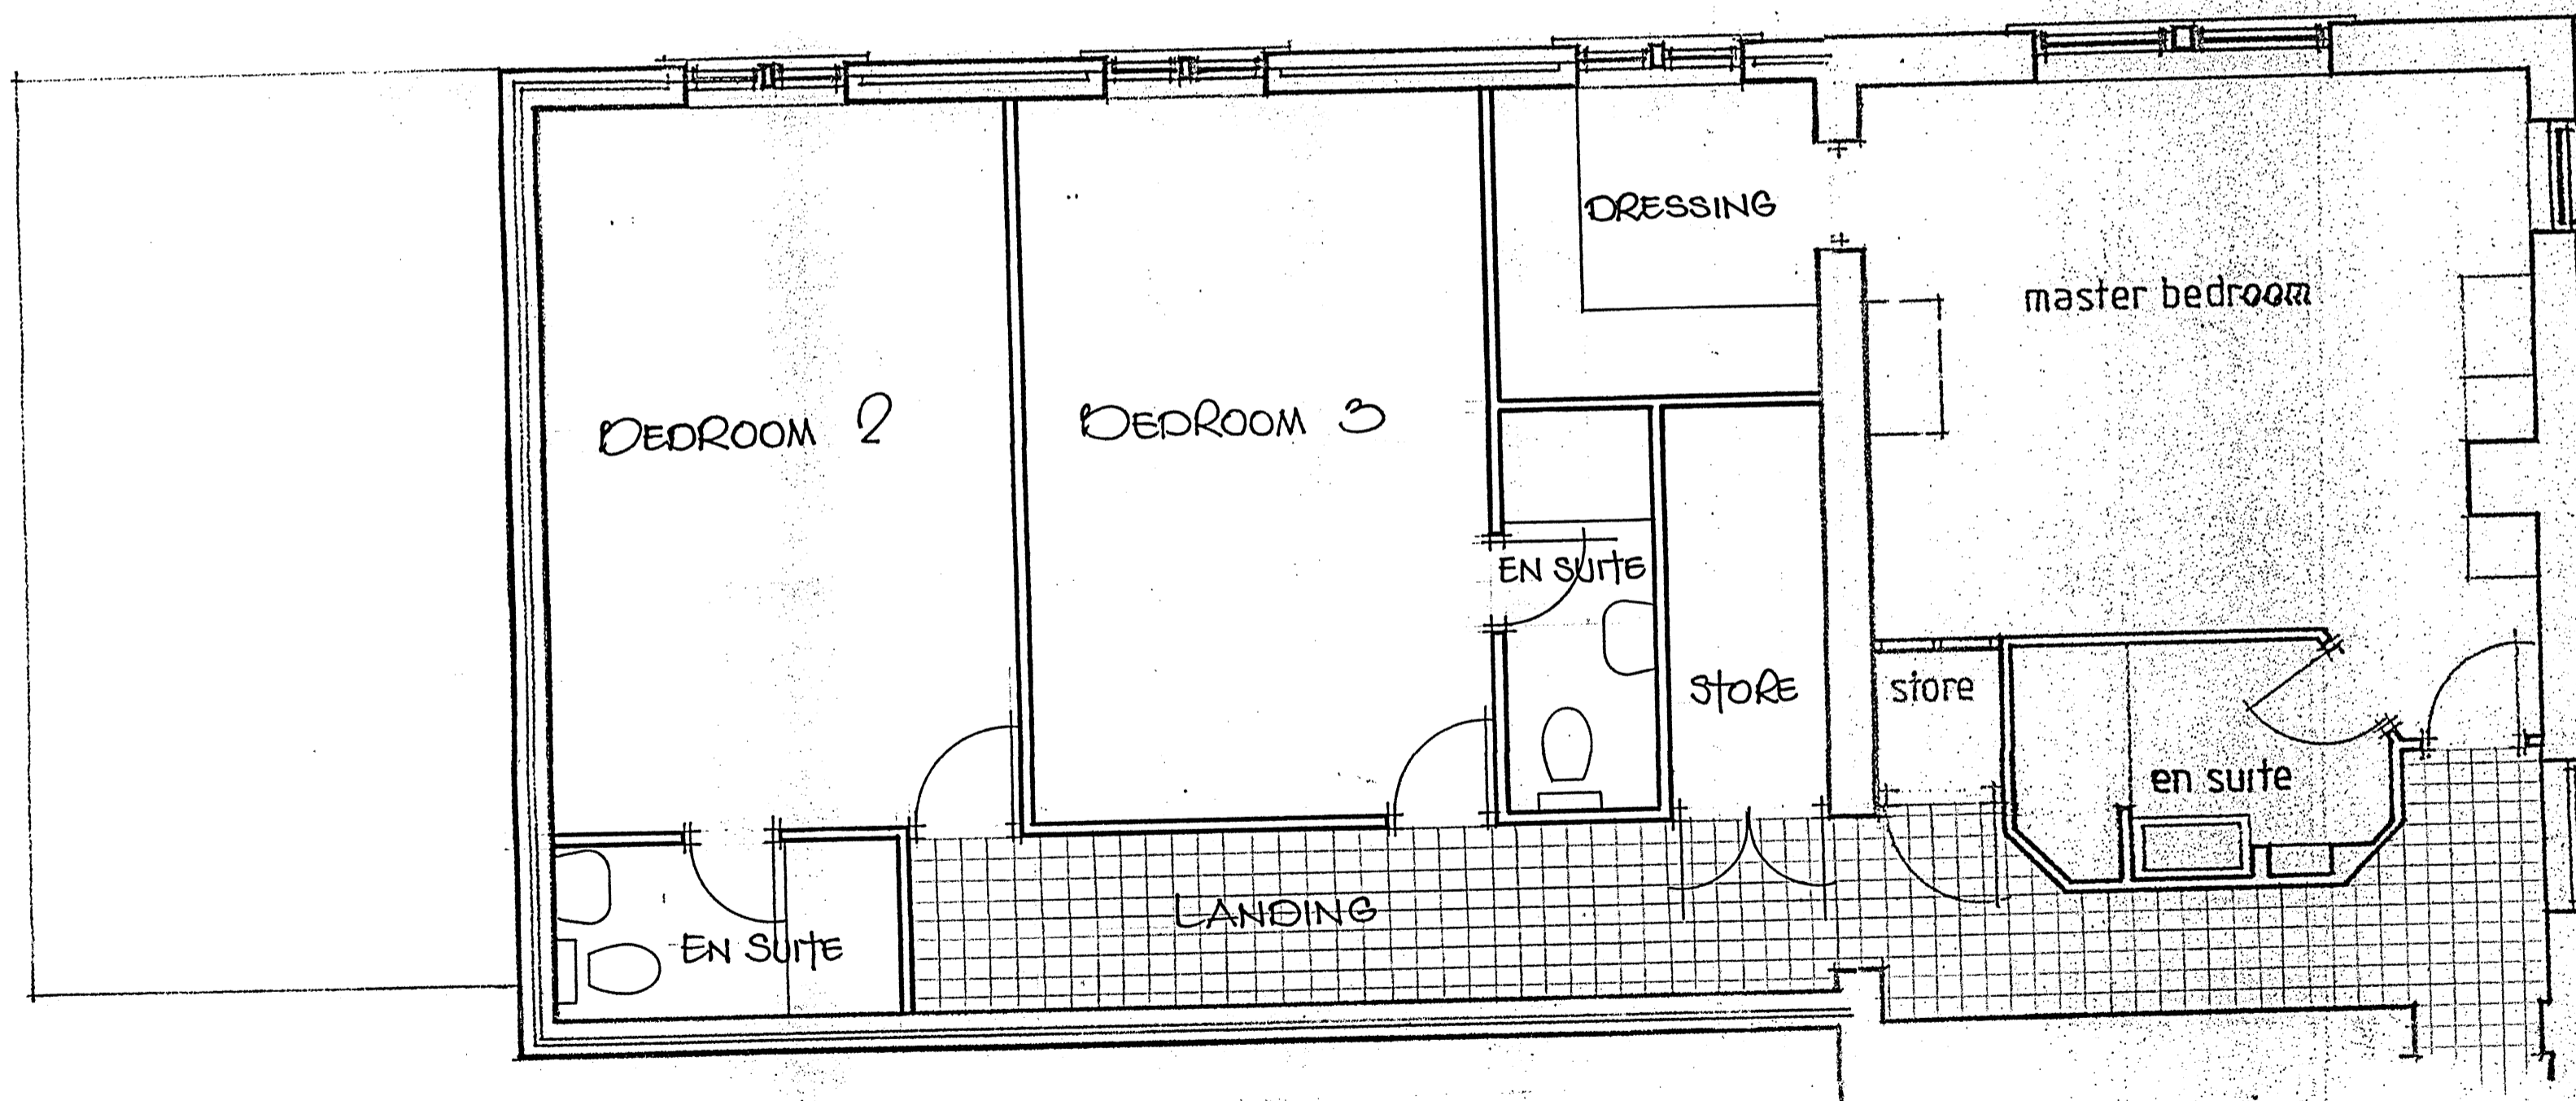 DRESSING
master bedroom
BEDROOM 2
BEDROOM 3
EN SUITE
STORE
store
en suite
LANDING
EN SUITE